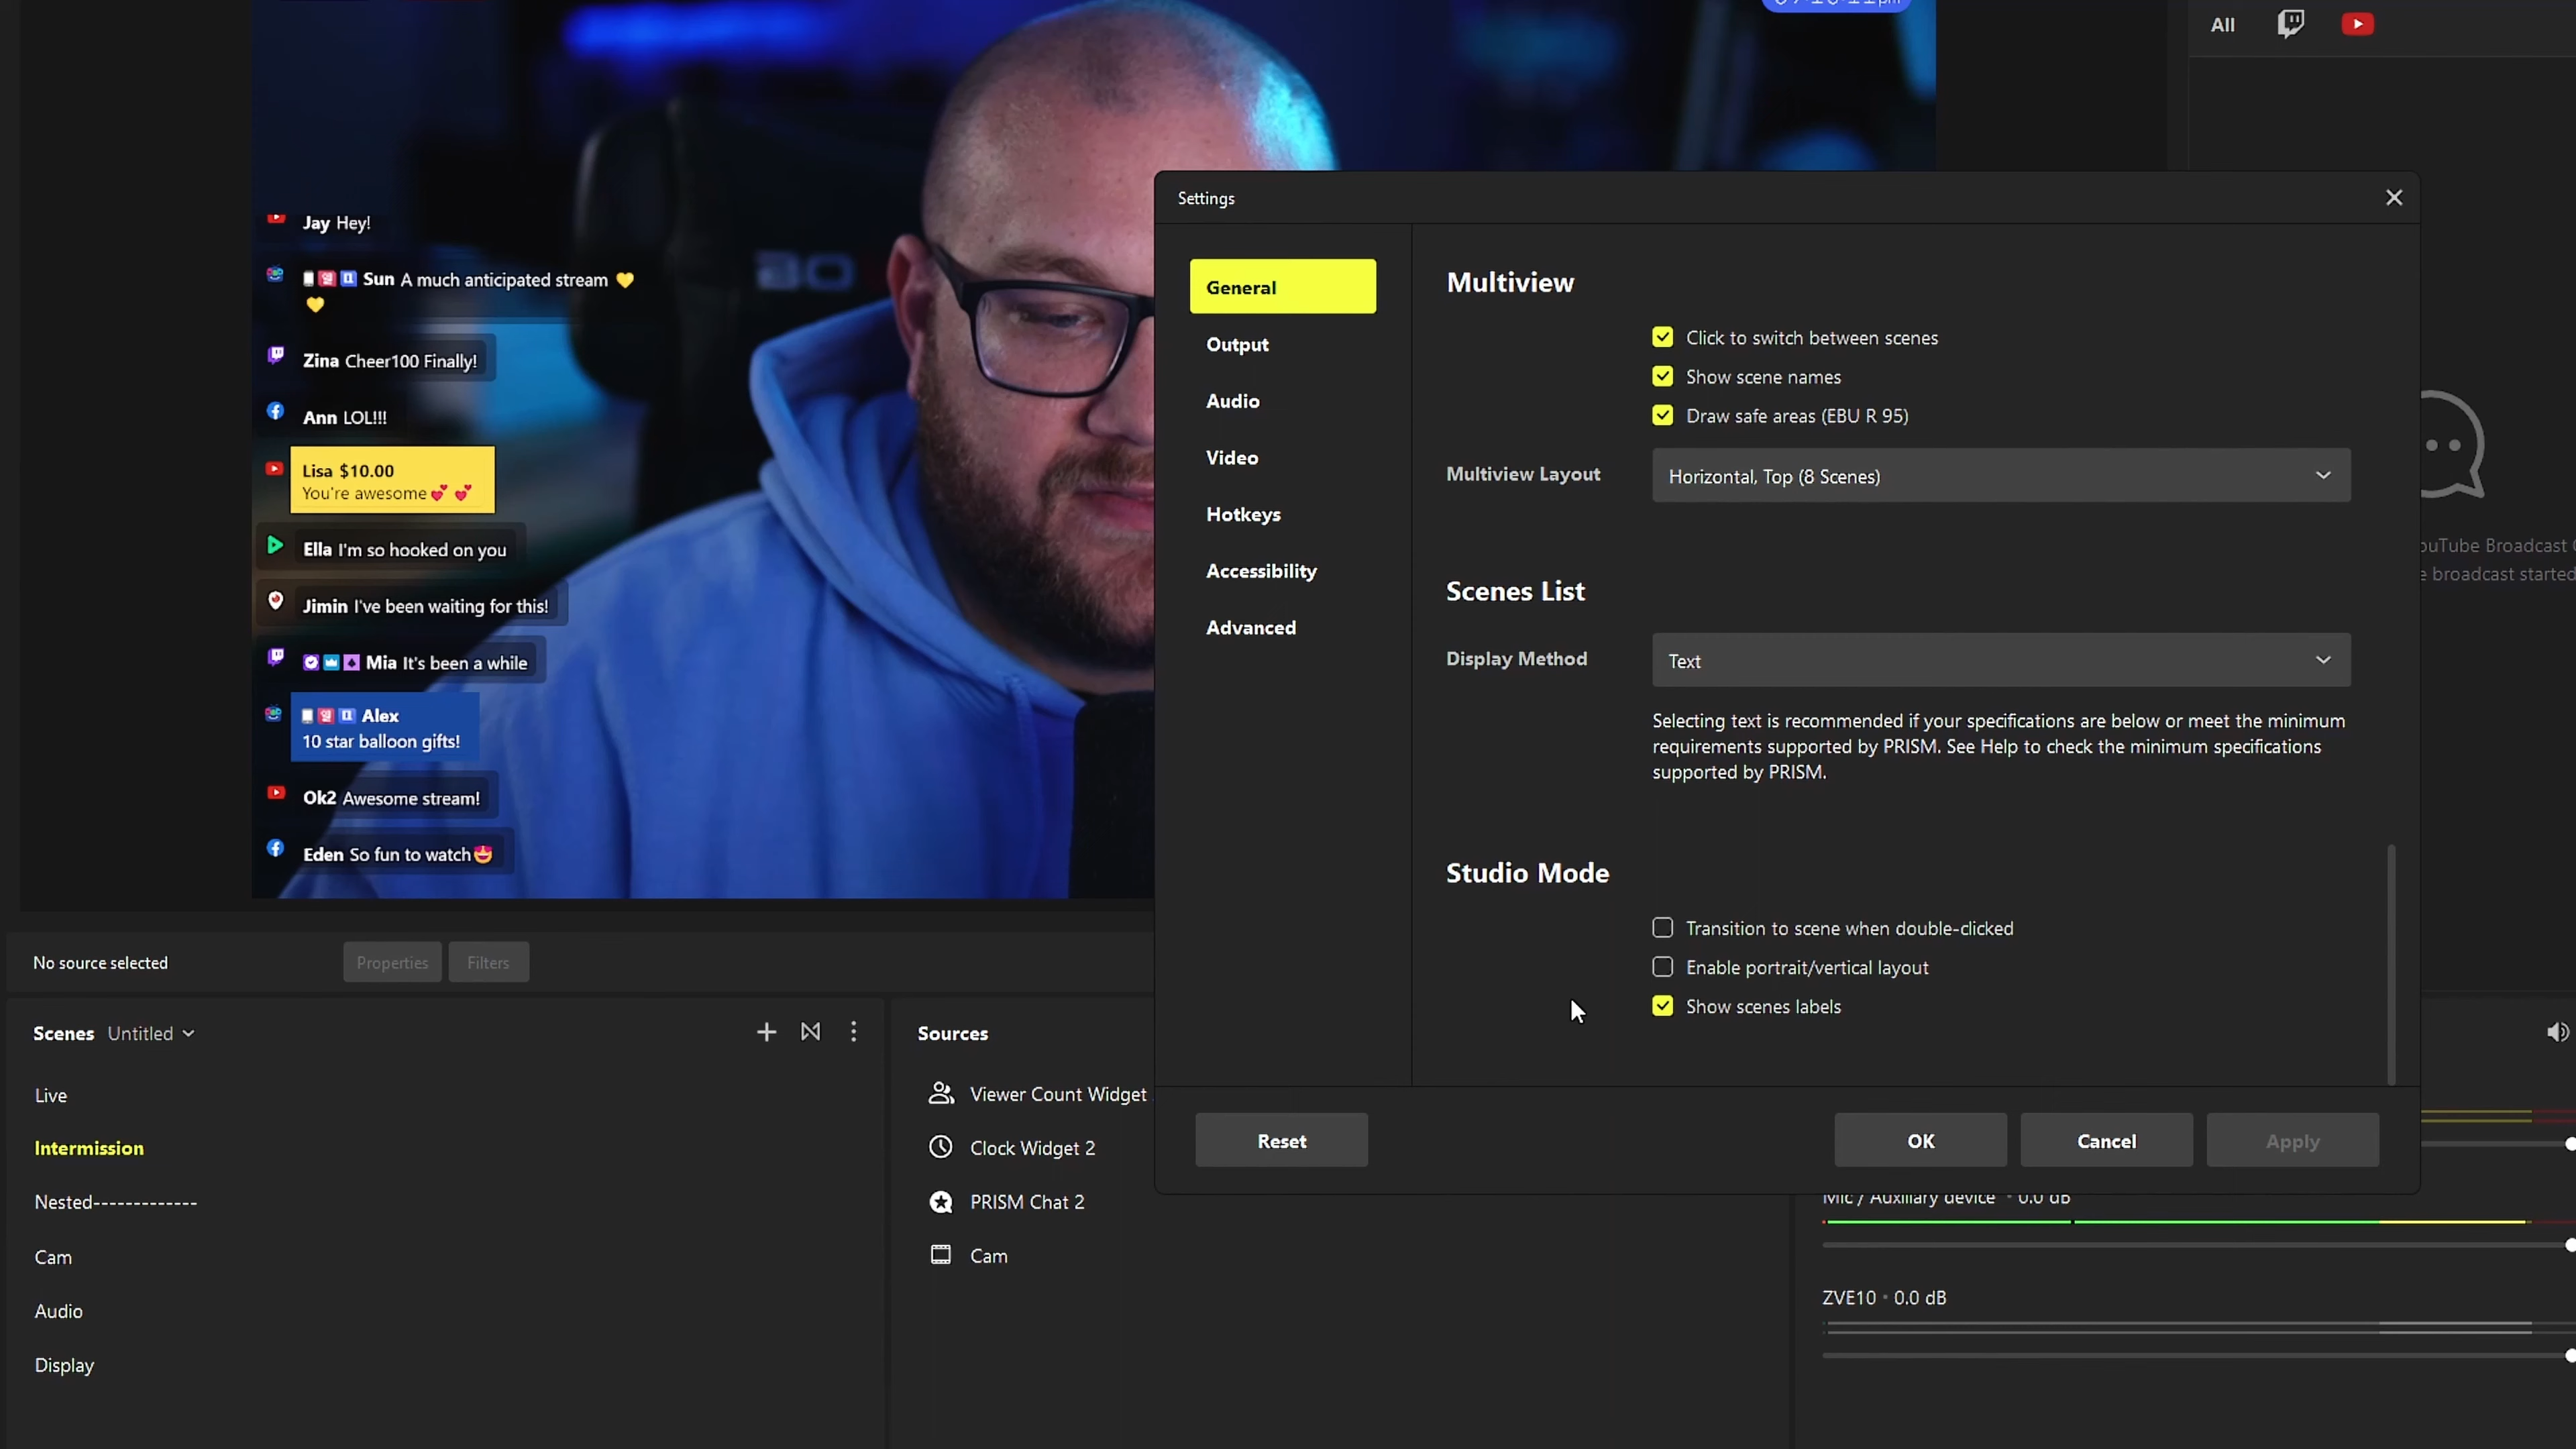 All
Jay Hey!
Sun A much anticipated stream 💛
💛
Zina Cheer100 Finally!
Ann LOL!!!
Lisa $10.00
You're awesome💕 💕
Ella I'm so hooked on you
Jimin I've been waiting for this!
Mia It's been a while
Alex
10 star balloon gifts!
Ok2 Awesome stream!
Eden So fun to watch🤩
Settings
General
Output
Audio
Video
Hotkeys
Accessibility
Advanced
Multiview
Click to switch between scenes
Show scene names
Draw safe areas (EBU R 95)
Multiview Layout
Horizontal, Top (8 Scenes)
Scenes List
Display Method
Text
Selecting text is recommended if your specifications are below or meet the minimum
requirements supported by PRISM. See Help to check the minimum specifications
supported by PRISM.
Studio Mode
Transition to scene when double-clicked
Enable portrait/vertical layout
Show scenes labels
Reset
OK
Cancel
Apply
ouTube Broadcast
e broadcast started
No source selected
Properties
Filters
Scenes Untitled
Live
Intermission
Nested-------------
Cam
Audio
Display
Sources
Viewer Count Widget
Clock Widget 2
PRISM Chat 2
Cam
Mic / Auxiliary device • 0.0 dB
ZVE10 • 0.0 dB